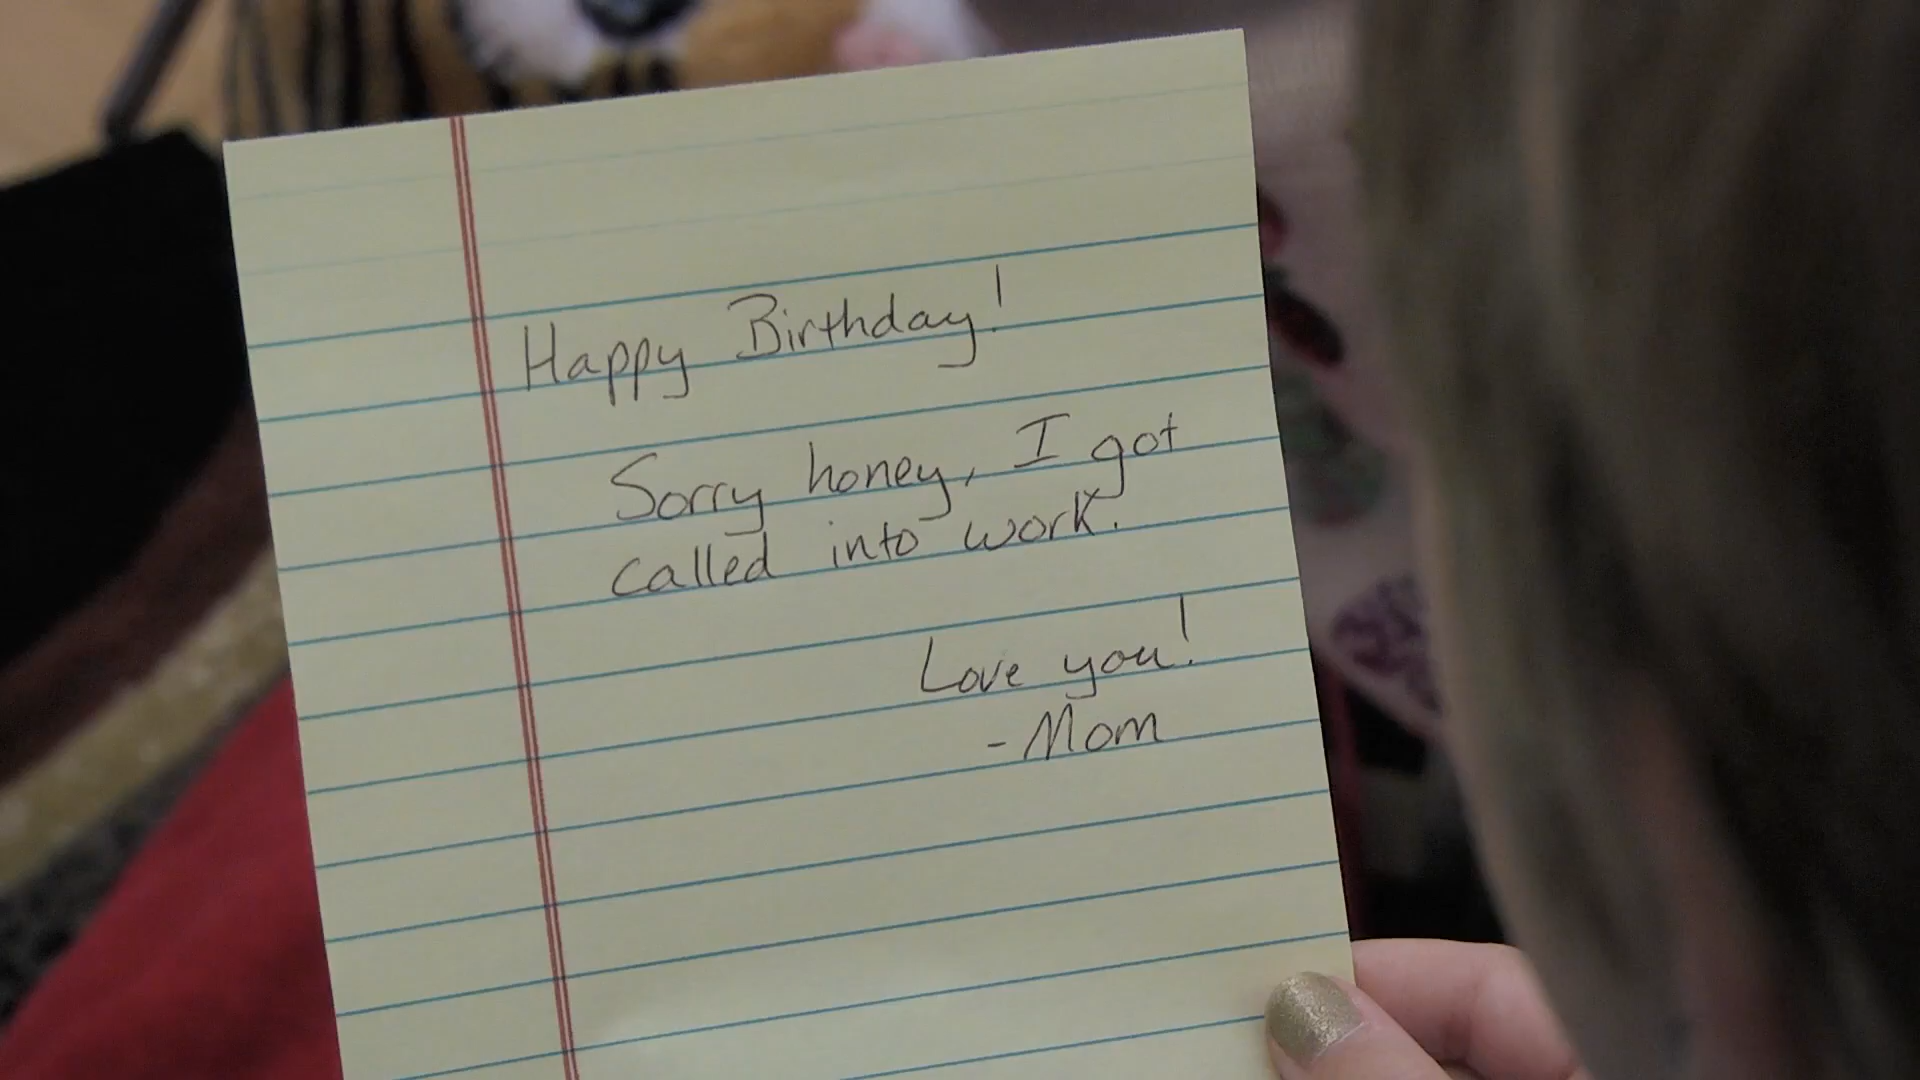 Happy Birthday!
Sorry honey, I got
called into work.
Love you!
-Mom